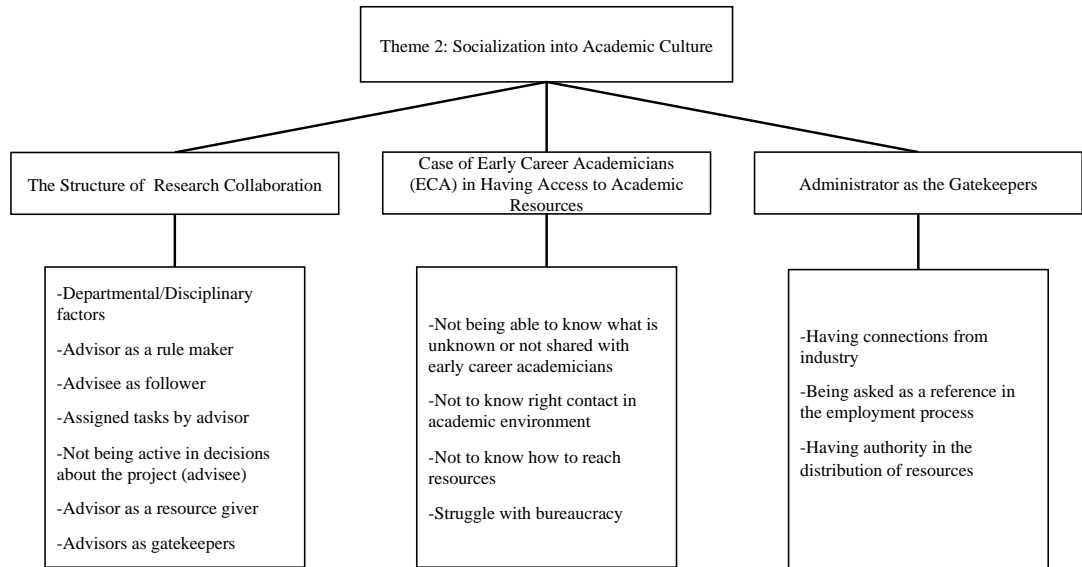 Theme 2: Socialization into Academic Culture
The Structure of Research Collaboration
Case of Early Career Academicians
(ECA) in Having Access to Academic
Resources
Administrator as the Gatekeepers
-Departmental/Disciplinary
factors
-Advisor as a rule maker
-Advisee as follower
-Assigned tasks by advisor
-Not being active in decisions
about the project (advisee)
-Advisor as a resource giver
-Advisors as gatekeepers
-Not being able to know what is
unknown or not shared with
early career academicians
-Not to know right contact in
academic environment
-Not to know how to reach
resources
-Struggle with bureaucracy
-Having connections from
industry
-Being asked as a reference in
the employment process
-Having authority in the
distribution of resources